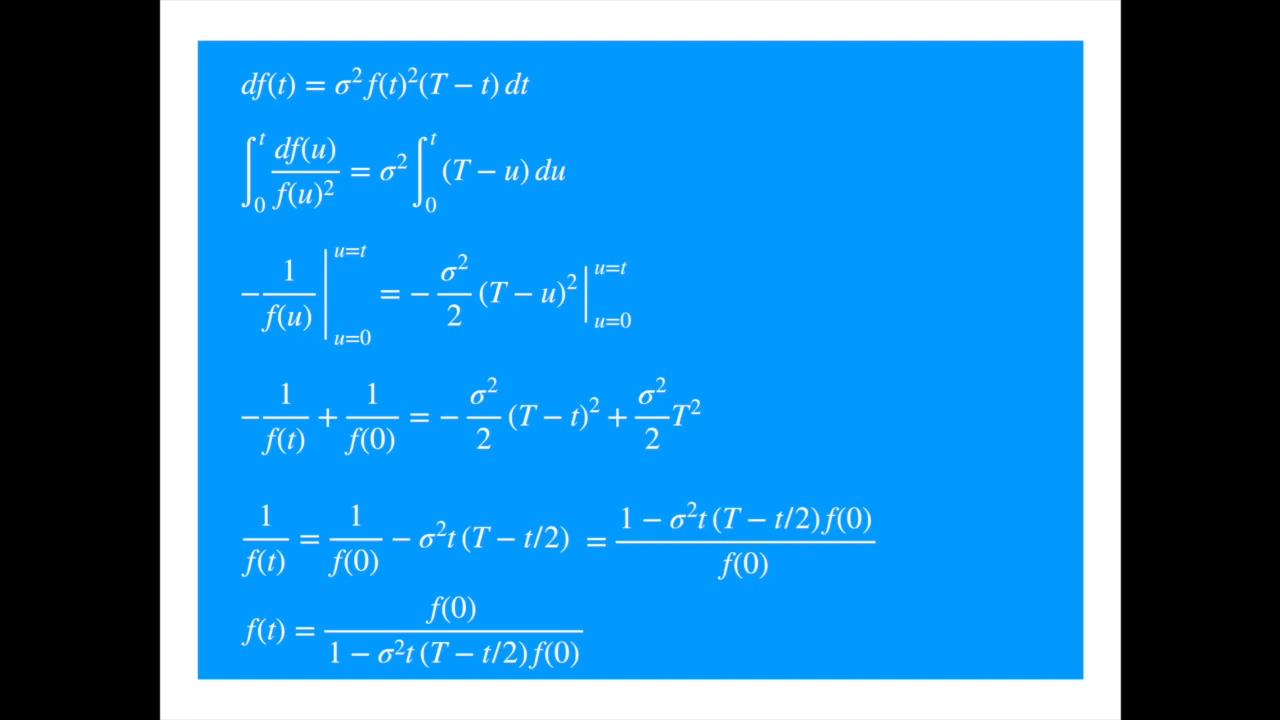 df(t) = σ² f(t)² (T − t) dt
∫₀ᵗ df(u)/f(u)² = σ² ∫₀ᵗ (T − u) du
−1/f(u) |_{u=0}^{u=t} = − σ²/2 (T − u)² |_{u=0}^{u=t}
−1/f(t) + 1/f(0) = − σ²/2 (T − t)² + σ²/2 T²
1/f(t) = 1/f(0) − σ²t (T − t/2) = (1 − σ²t (T − t/2) f(0))/f(0)
f(t) = f(0)/(1 − σ²t (T − t/2) f(0))